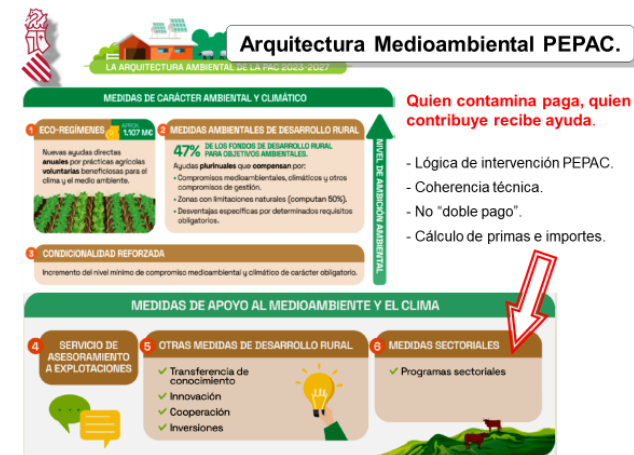 Arquitectura Medioambiental PEPAC.
LA ARQUITECTURA AMBIENTAL DE LA PAC 2023-2027
MEDIDAS DE CARÁCTER AMBIENTAL Y CLIMÁTICO
1 ECO-REGÍMENES
APROX.
1.107 M€
Nuevas ayudas directas
anuales por prácticas agrícolas
voluntarias beneficiosas para el
clima y el medio ambiente.
2 MEDIDAS AMBIENTALES DE DESARROLLO RURAL
47% DE LOS FONDOS DE DESARROLLO RURAL
PARA OBJETIVOS AMBIENTALES.
Ayudas plurinuales que compensan por:
• Compromisos medioambientales, climáticos y otros
compromisos de gestión.
• Zonas con limitaciones naturales (computan 50%).
• Desventajas específicas por determinados requisitos
obligatorios.
NIVEL DE AMBICIÓN AMBIENTAL
3 CONDICIONALIDAD REFORZADA
Incremento del nivel mínimo de compromiso medioambiental y climático de carácter obligatorio.
Quien contamina paga, quien
contribuye recibe ayuda.
- Lógica de intervención PEPAC.
- Coherencia técnica.
- No “doble pago”.
- Cálculo de primas e importes.
MEDIDAS DE APOYO AL MEDIOAMBIENTE Y EL CLIMA
4 SERVICIO DE
ASESORAMIENTO
A EXPLOTACIONES
5 OTRAS MEDIDAS DE DESARROLLO RURAL
✓ Transferencia de
conocimiento
✓ Innovación
✓ Cooperación
✓ Inversiones
6 MEDIDAS SECTORIALES
✓ Programas sectoriales